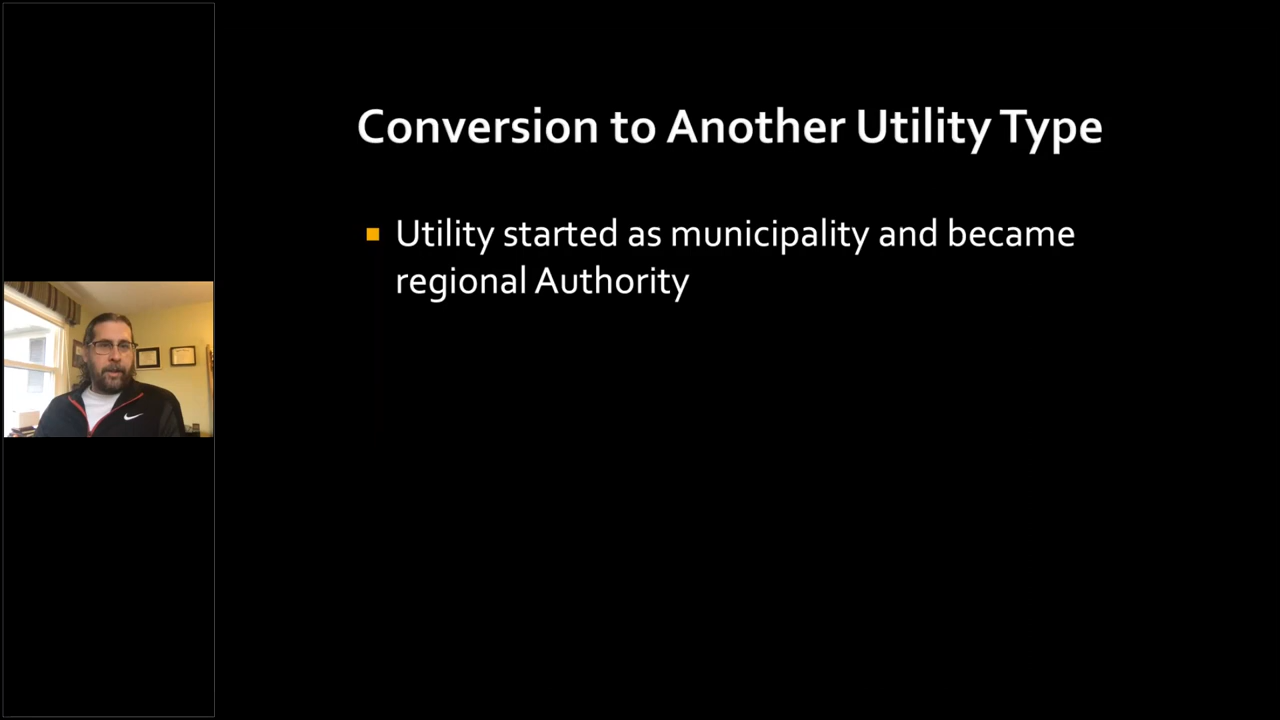 Conversion to Another Utility Type
Utility started as municipality and became
regional Authority